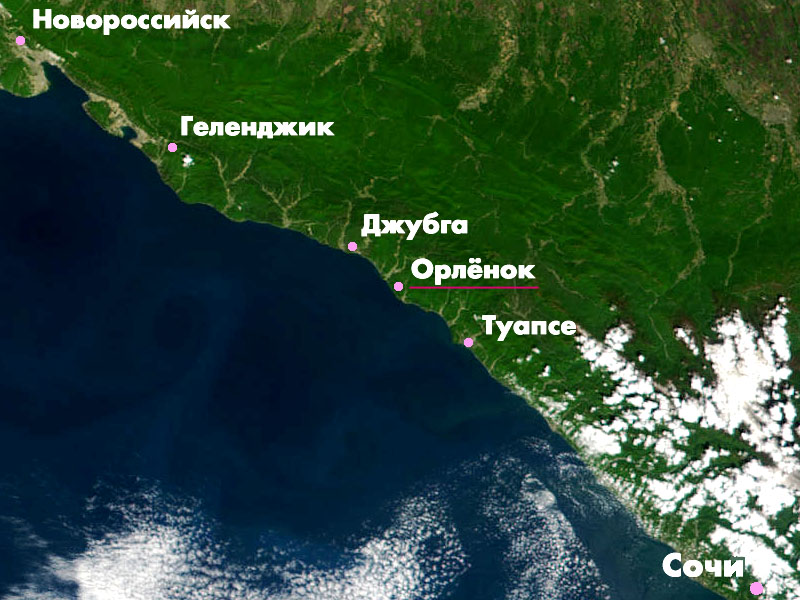 Новороссийск
Геленджик
Джубга
Орлёнок
Туапсе
Сочи